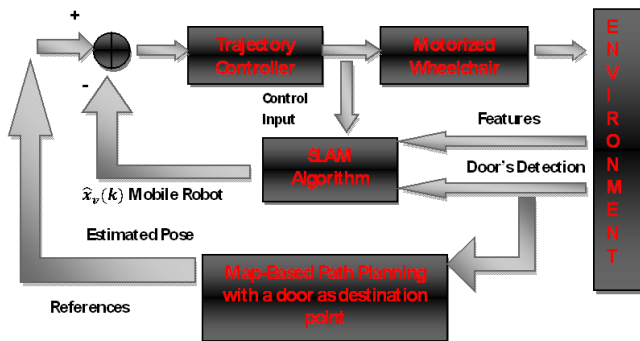 +
Trajectory
Controller
Motorized
Wheelchair
ENVIRONMENT
-
Control
Input
Features
SLAM
Algorithm
Door's Detection
x̂ᵥ(k) Mobile Robot
Estimated Pose
Map-Based Path Planning
with a door as destination
point
References